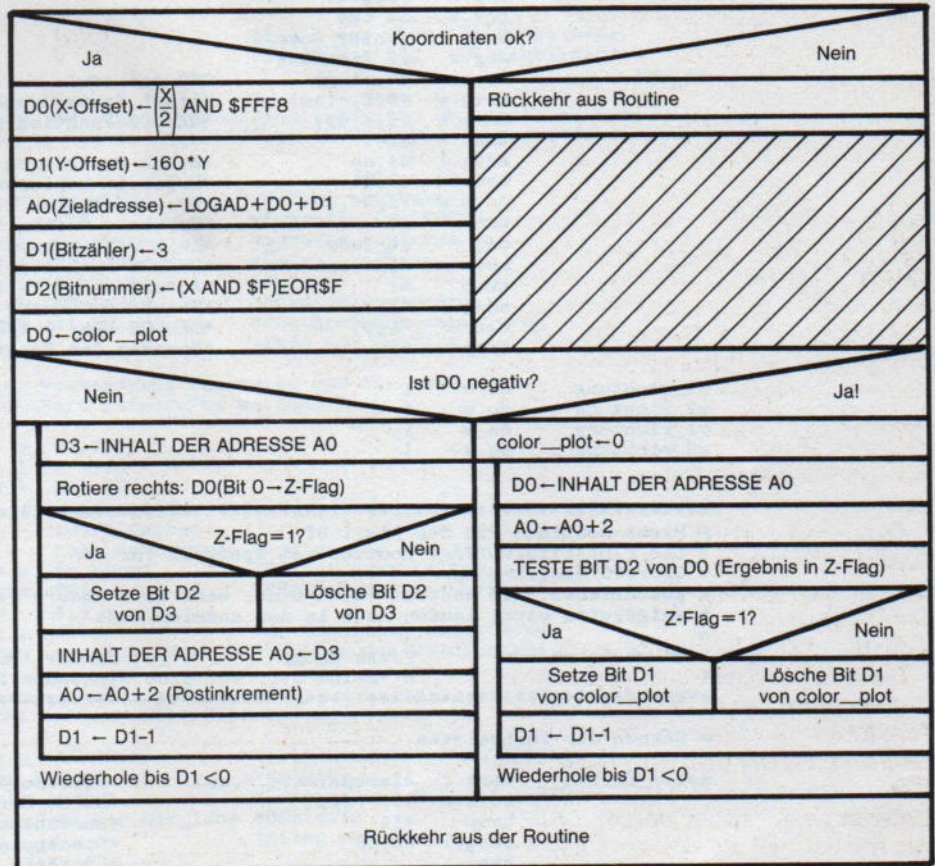 Koordinaten ok?
Ja
Nein
D0(X-Offset)←(X/2) AND $FFF8
Rückkehr aus Routine
D1(Y-Offset)←160*Y
A0(Zieladresse)←LOGAD+D0+D1
D1(Bitzähler)←3
D2(Bitnummer)←(X AND $F)EOR$F
D0←color__plot
Ist D0 negativ?
Nein
Ja!
D3←INHALT DER ADRESSE A0
Rotiere rechts: D0(Bit 0→Z-Flag)
Z-Flag=1?
Ja
Nein
Setze Bit D2
von D3
Lösche Bit D2
von D3
INHALT DER ADRESSE A0←D3
A0←A0+2 (Postinkrement)
D1 ← D1-1
Wiederhole bis D1<0
color__plot←0
D0←INHALT DER ADRESSE A0
A0←A0+2
TESTE BIT D2 von D0 (Ergebnis in Z-Flag)
Z-Flag=1?
Ja
Nein
Setze Bit D1
von color__plot
Lösche Bit D1
von color__plot
D1 ← D1-1
Wiederhole bis D1<0
Rückkehr aus der Routine